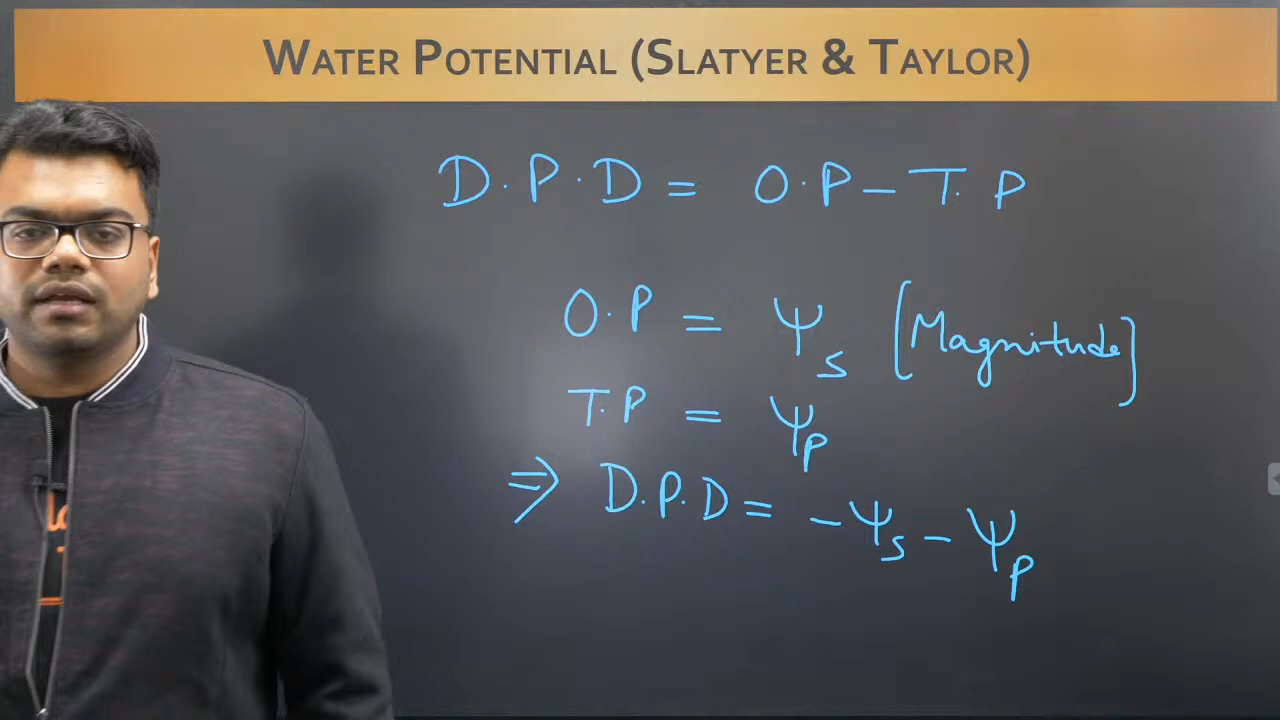 WATER POTENTIAL (SLATYER & TAYLOR)
D.P.D = O.P – T.P
O.P = Ψs [Magnitude]
T.P = Ψp
⇒ D.P.D = – Ψs – Ψp